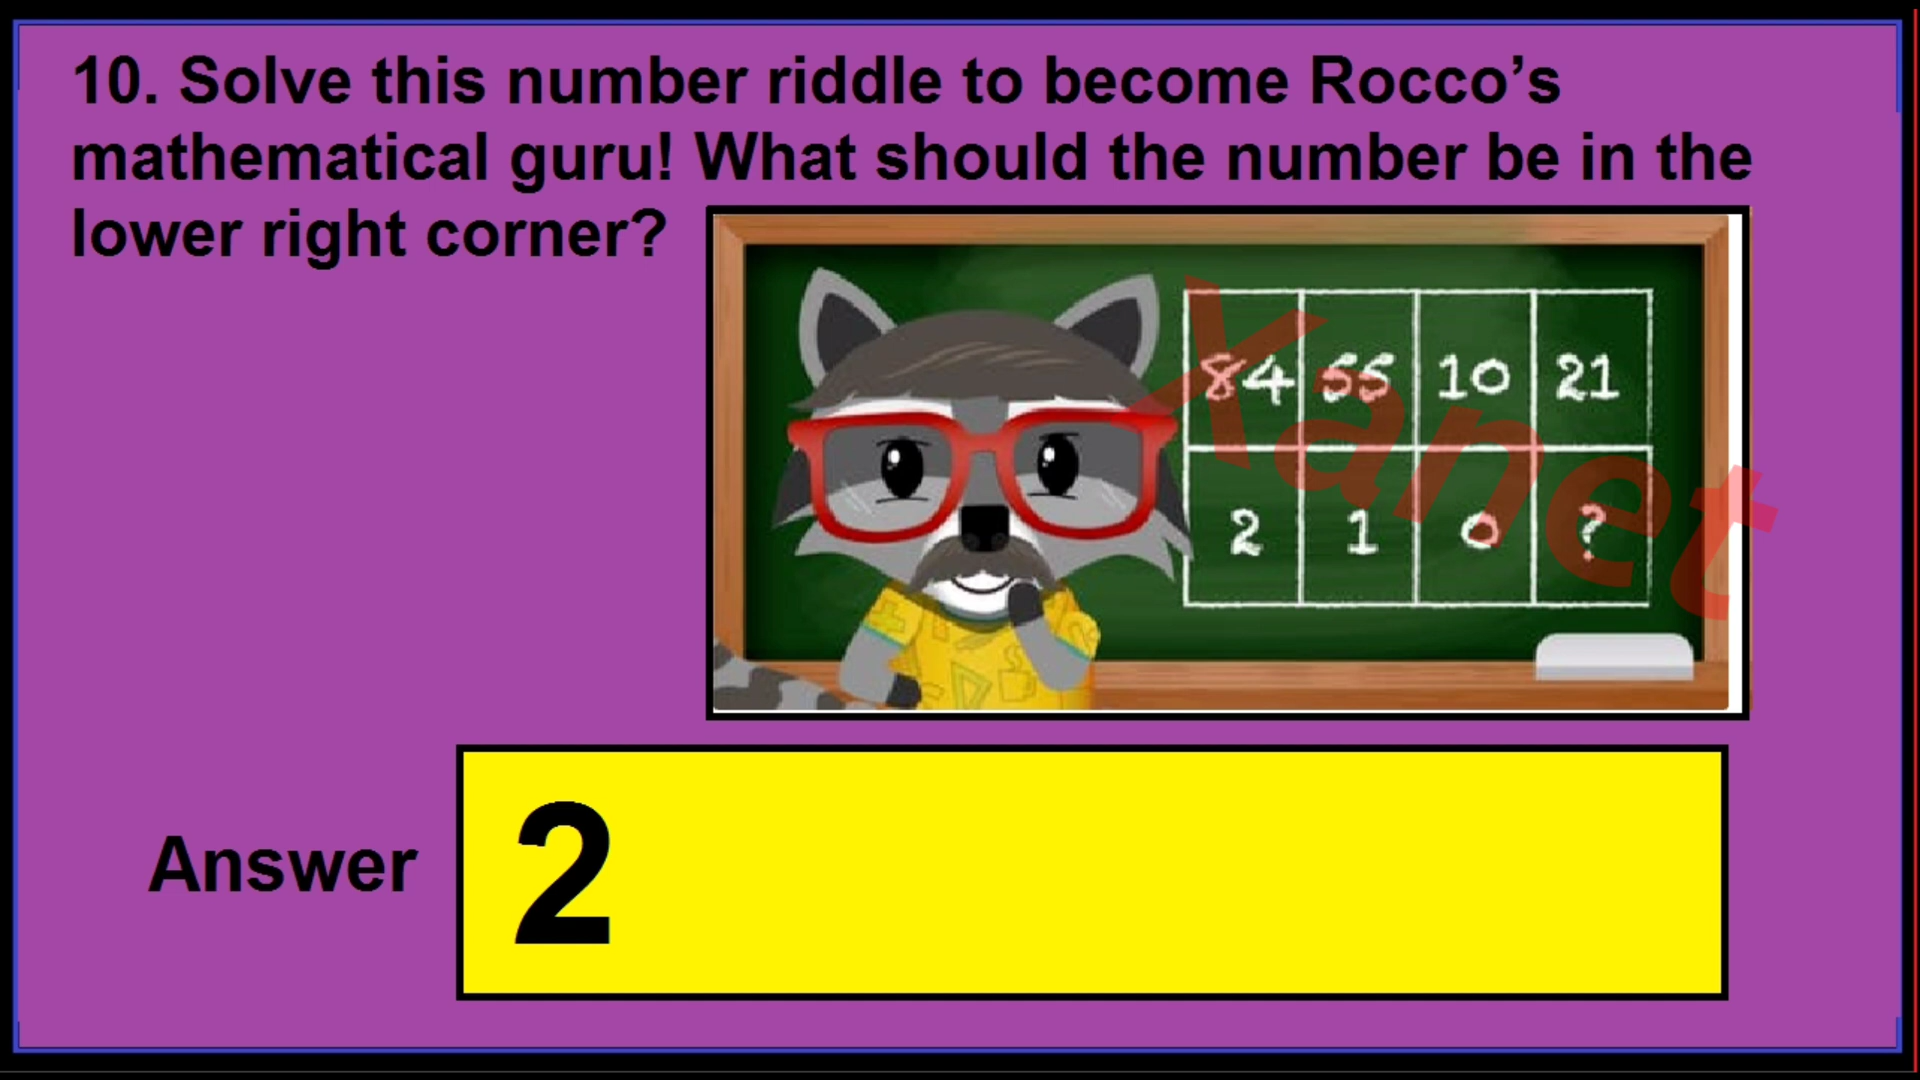 10. Solve this number riddle to become Rocco’s
mathematical guru! What should the number be in the
lower right corner?
84 55 10 21
2 1 0 ?
Xanet
Answer
2